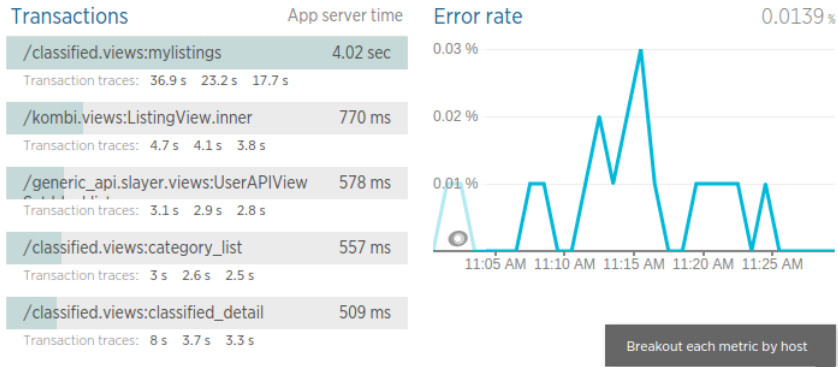 Transactions App server time
/classified.views:mylistings 4.02 sec
Transaction traces: 36.9 s 23.2 s 17.7 s
/kombi.views:ListingView.inner 770 ms
Transaction traces: 4.7 s 4.1 s 3.8 s
/generic_api.slayer.views:UserAPIView 578 ms
Transaction traces: 3.1 s 2.9 s 2.8 s
/classified.views:category_list 557 ms
Transaction traces: 3 s 2.6 s 2.5 s
/classified.views:classified_detail 509 ms
Transaction traces: 8 s 3.7 s 3.3 s
Error rate 0.0139 %
0.03 %
0.02 %
0.01 %
11:05 AM 11:10 AM 11:15 AM 11:20 AM 11:25 AM
Breakout each metric by host